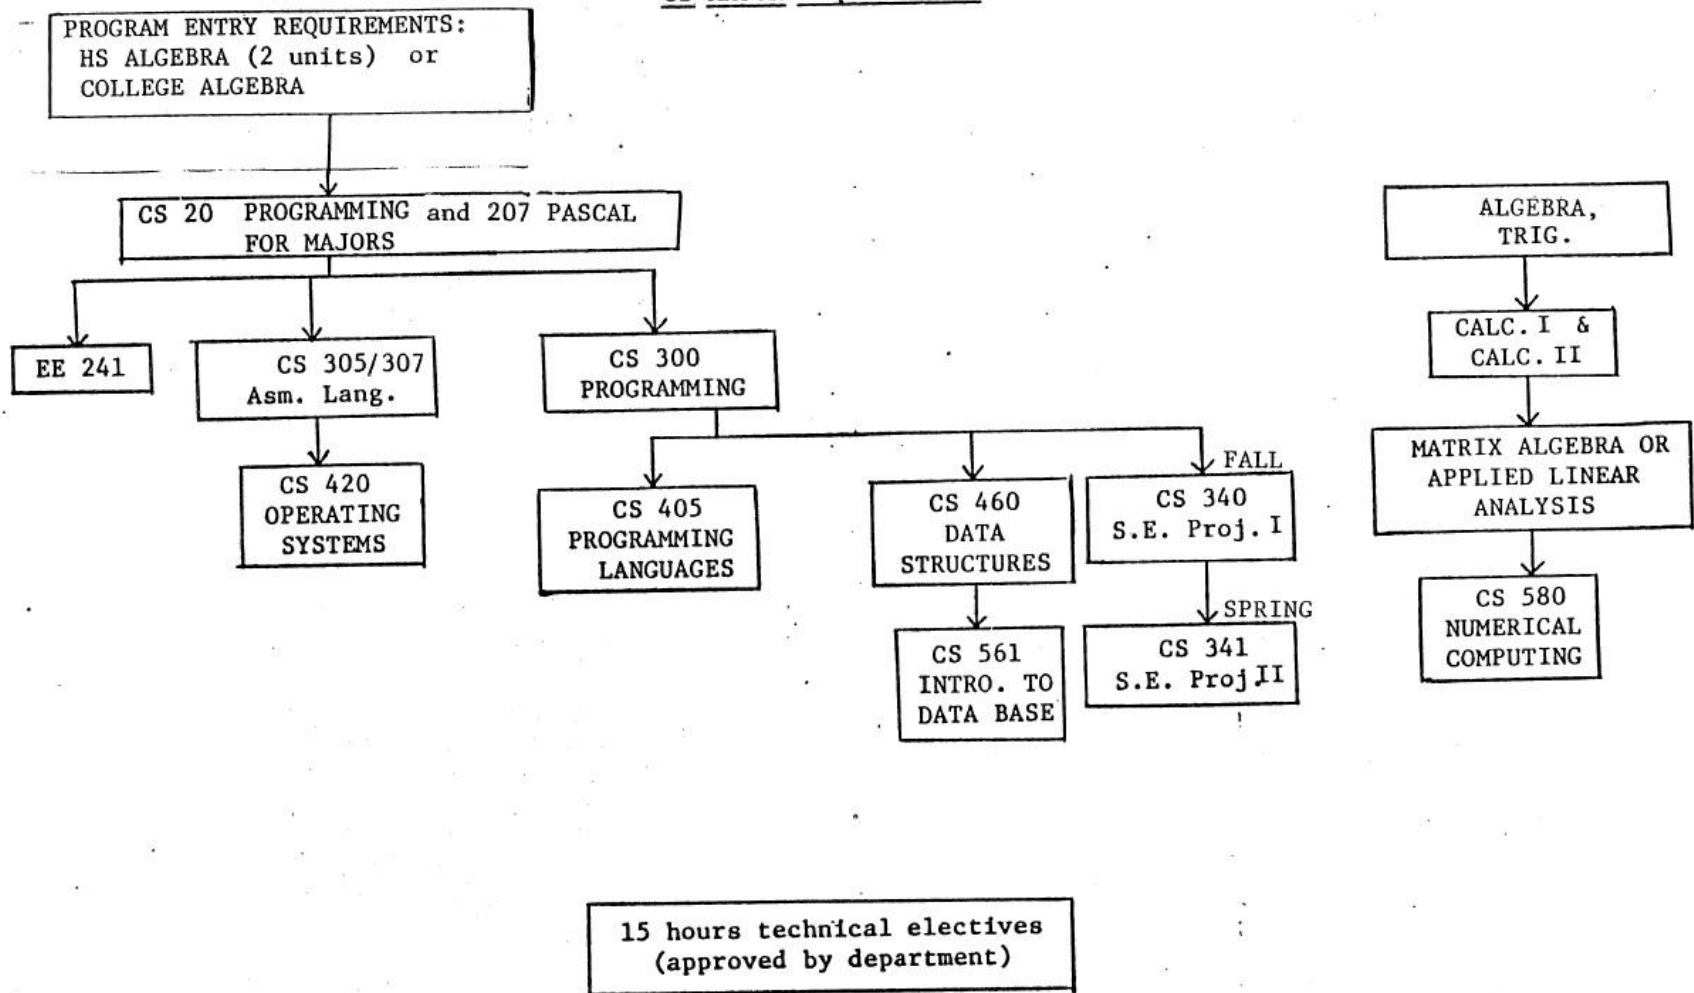 PROGRAM ENTRY REQUIREMENTS:
HS ALGEBRA (2 units) or
COLLEGE ALGEBRA
CS 20 PROGRAMMING and 207 PASCAL
FOR MAJORS
ALGEBRA,
TRIG.
EE 241
CS 305/307
Asm. Lang.
CS 300
PROGRAMMING
CALC. I &
CALC. II
CS 420
OPERATING
SYSTEMS
CS 405
PROGRAMMING
LANGUAGES
CS 460
DATA
STRUCTURES
FALL
CS 340
S.E. Proj. I
MATRIX ALGEBRA OR
APPLIED LINEAR
ANALYSIS
CS 561
INTRO. TO
DATA BASE
SPRING
CS 341
S.E. Proj.II
CS 580
NUMERICAL
COMPUTING
15 hours technical electives
(approved by department)